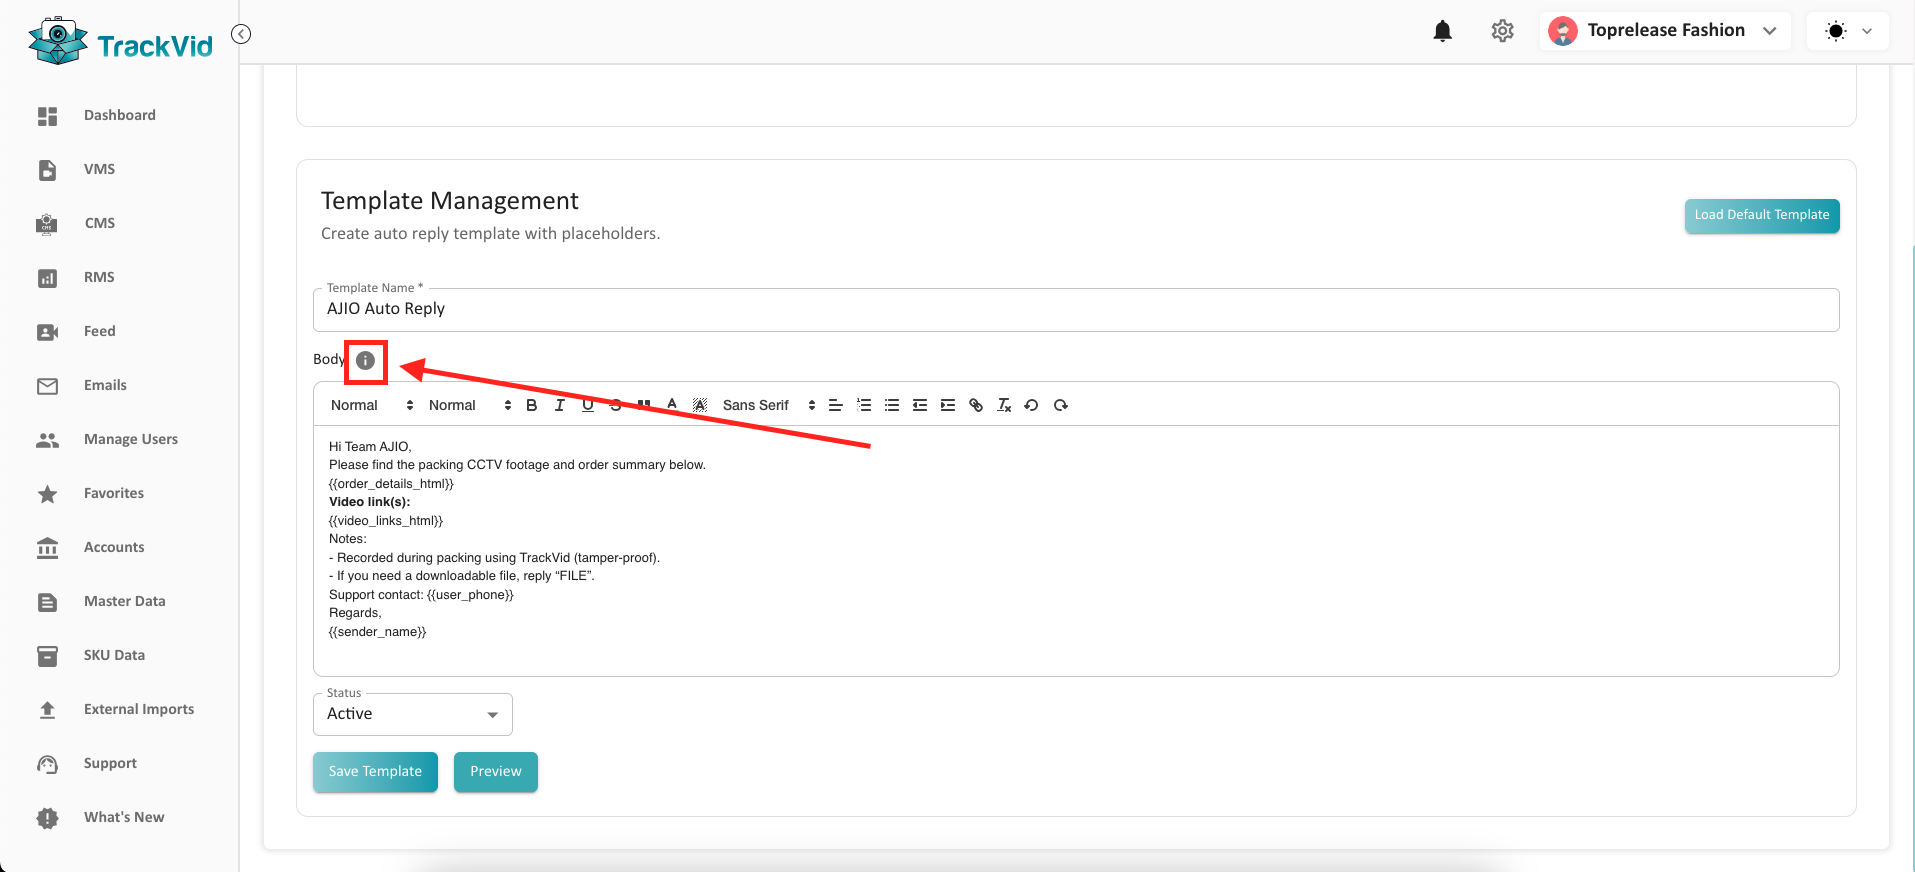 TrackVid
Toprelease Fashion
Dashboard
VMS
CMS
RMS
Feed
Emails
Manage Users
Favorites
Accounts
Master Data
SKU Data
External Imports
Support
What's New
Template Management
Create auto reply template with placeholders.
Load Default Template
Template Name *
AJIO Auto Reply
Body
Normal Normal B I U S A A Sans Serif
Hi Team AJIO,
Please find the packing CCTV footage and order summary below.
{{order_details_html}}
Video link(s):
{{video_links_html}}
Notes:
- Recorded during packing using TrackVid (tamper-proof).
- If you need a downloadable file, reply “FILE”.
Support contact: {{user_phone}}
Regards,
{{sender_name}}
Status
Active
Save Template Preview